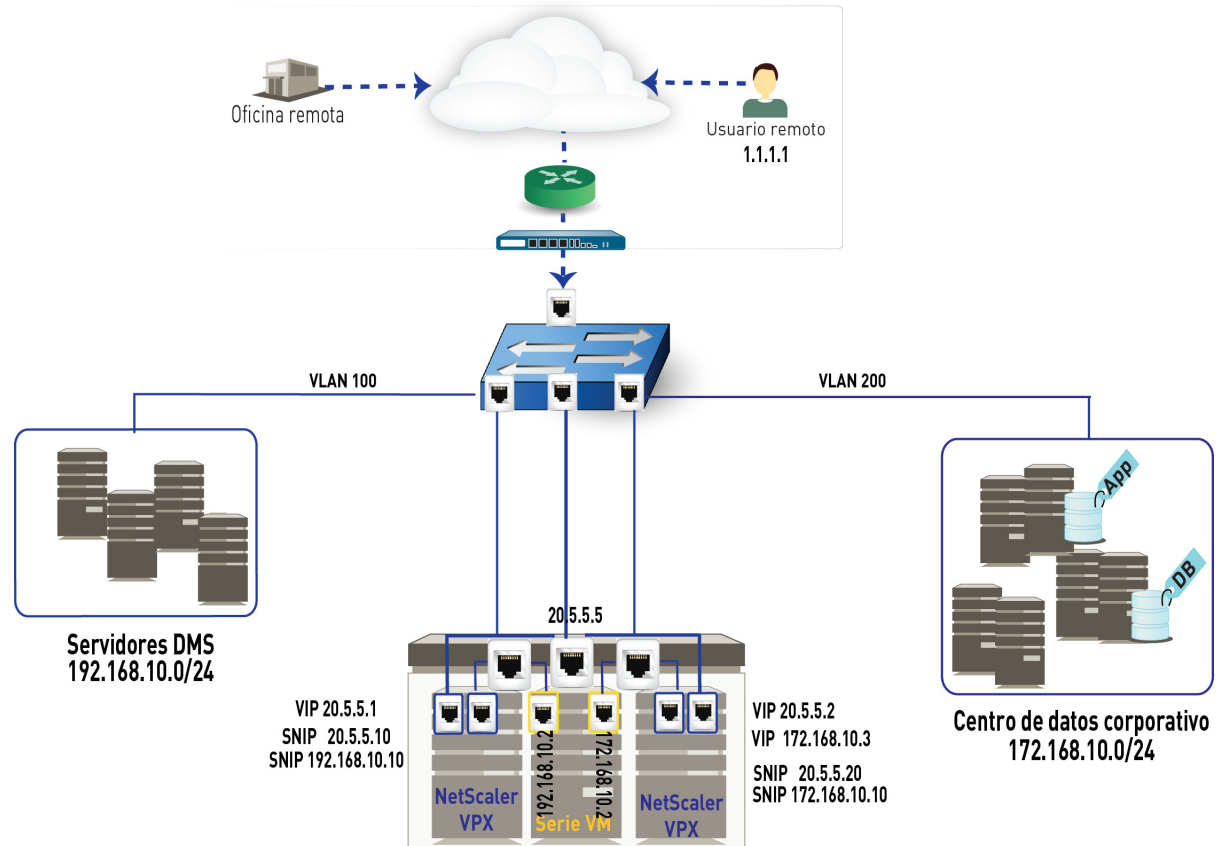 Oficina remota
Usuario remoto
1.1.1.1
VLAN 100
VLAN 200
App
DB
Servidores DMS
192.168.10.0/24
Centro de datos corporativo
172.168.10.0/24
20.5.5.5
VIP 20.5.5.1
SNIP 20.5.5.10
SNIP 192.168.10.10
192.168.10.2
172.168.10.2
VIP 20.5.5.2
VIP 172.168.10.3
SNIP 20.5.5.20
SNIP 172.168.10.10
NetScaler
VPX
Serie VM
NetScaler
VPX